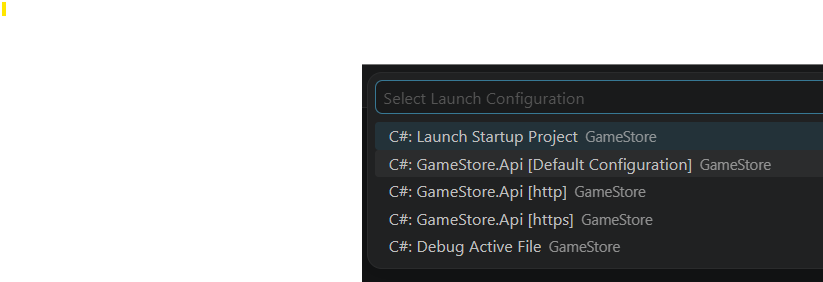 Select Launch Configuration
C#: Launch Startup Project GameStore
C#: GameStore.Api [Default Configuration] GameStore
C#: GameStore.Api [http] GameStore
C#: GameStore.Api [https] GameStore
C#: Debug Active File GameStore